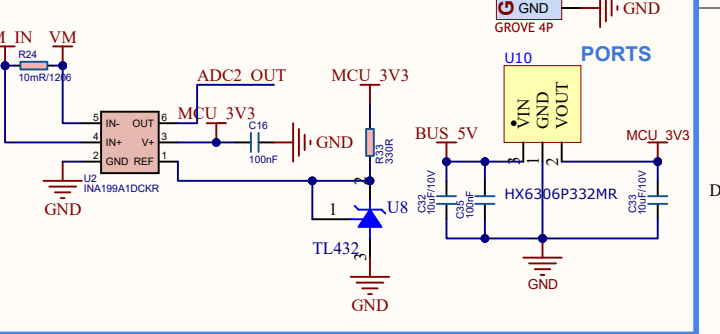 G GND
GROVE 4P
GND
PORTS
VM
R24
10mR/1206
ADC2_OUT
MCU_3V3
U10
VIN
GND
VOUT
5 IN- OUT 6
4 IN+ V+ 3
2 GND REF 1
U2
INA199A1DCKR
GND
MCU_3V3
C16
100nF
GND
R33
330R
2
1
U8
TL432
3
GND
BUS_5V
3
1
2
MCU_3V3
C32
10uF/10V
C35
100nF
HX6306P332MR
C33
10uF/10V
GND
D